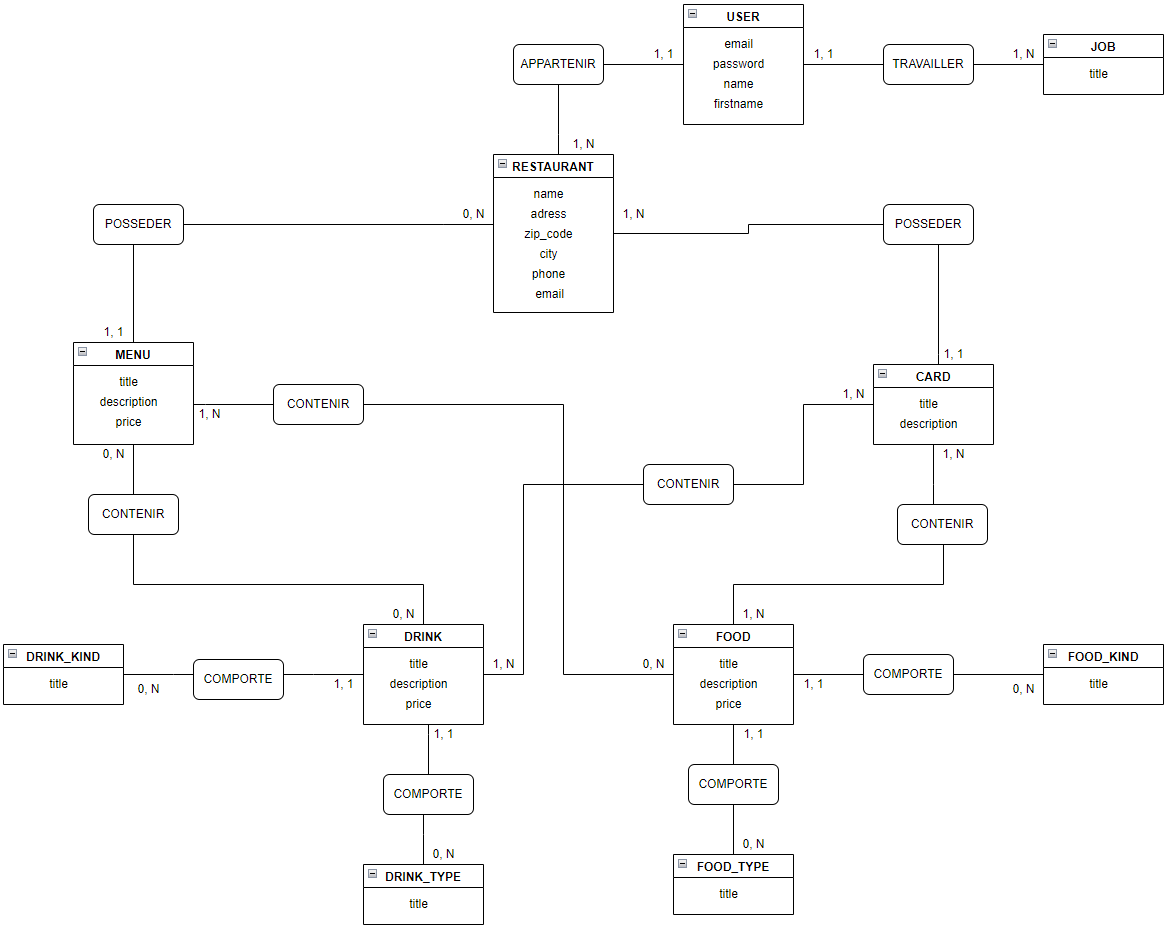 USER
email
password
name
firstname
1, 1
APPARTENIR
1, 1
TRAVAILLER
1, N
JOB
title
1, N
RESTAURANT
name
adress
zip_code
city
phone
email
0, N
POSSEDER
1, N
POSSEDER
1, 1
MENU
title
description
price
1, N
CONTENIR
1, 1
CARD
title
description
1, N
0, N
CONTENIR
CONTENIR
1, N
CONTENIR
0, N
DRINK
title
description
price
1, N
1, N
FOOD
title
description
price
0, N
DRINK_KIND
title
0, N
COMPORTE
1, 1
1, 1
COMPORTE
0, N
FOOD_KIND
title
1, 1
COMPORTE
0, N
DRINK_TYPE
title
1, 1
COMPORTE
0, N
FOOD_TYPE
title